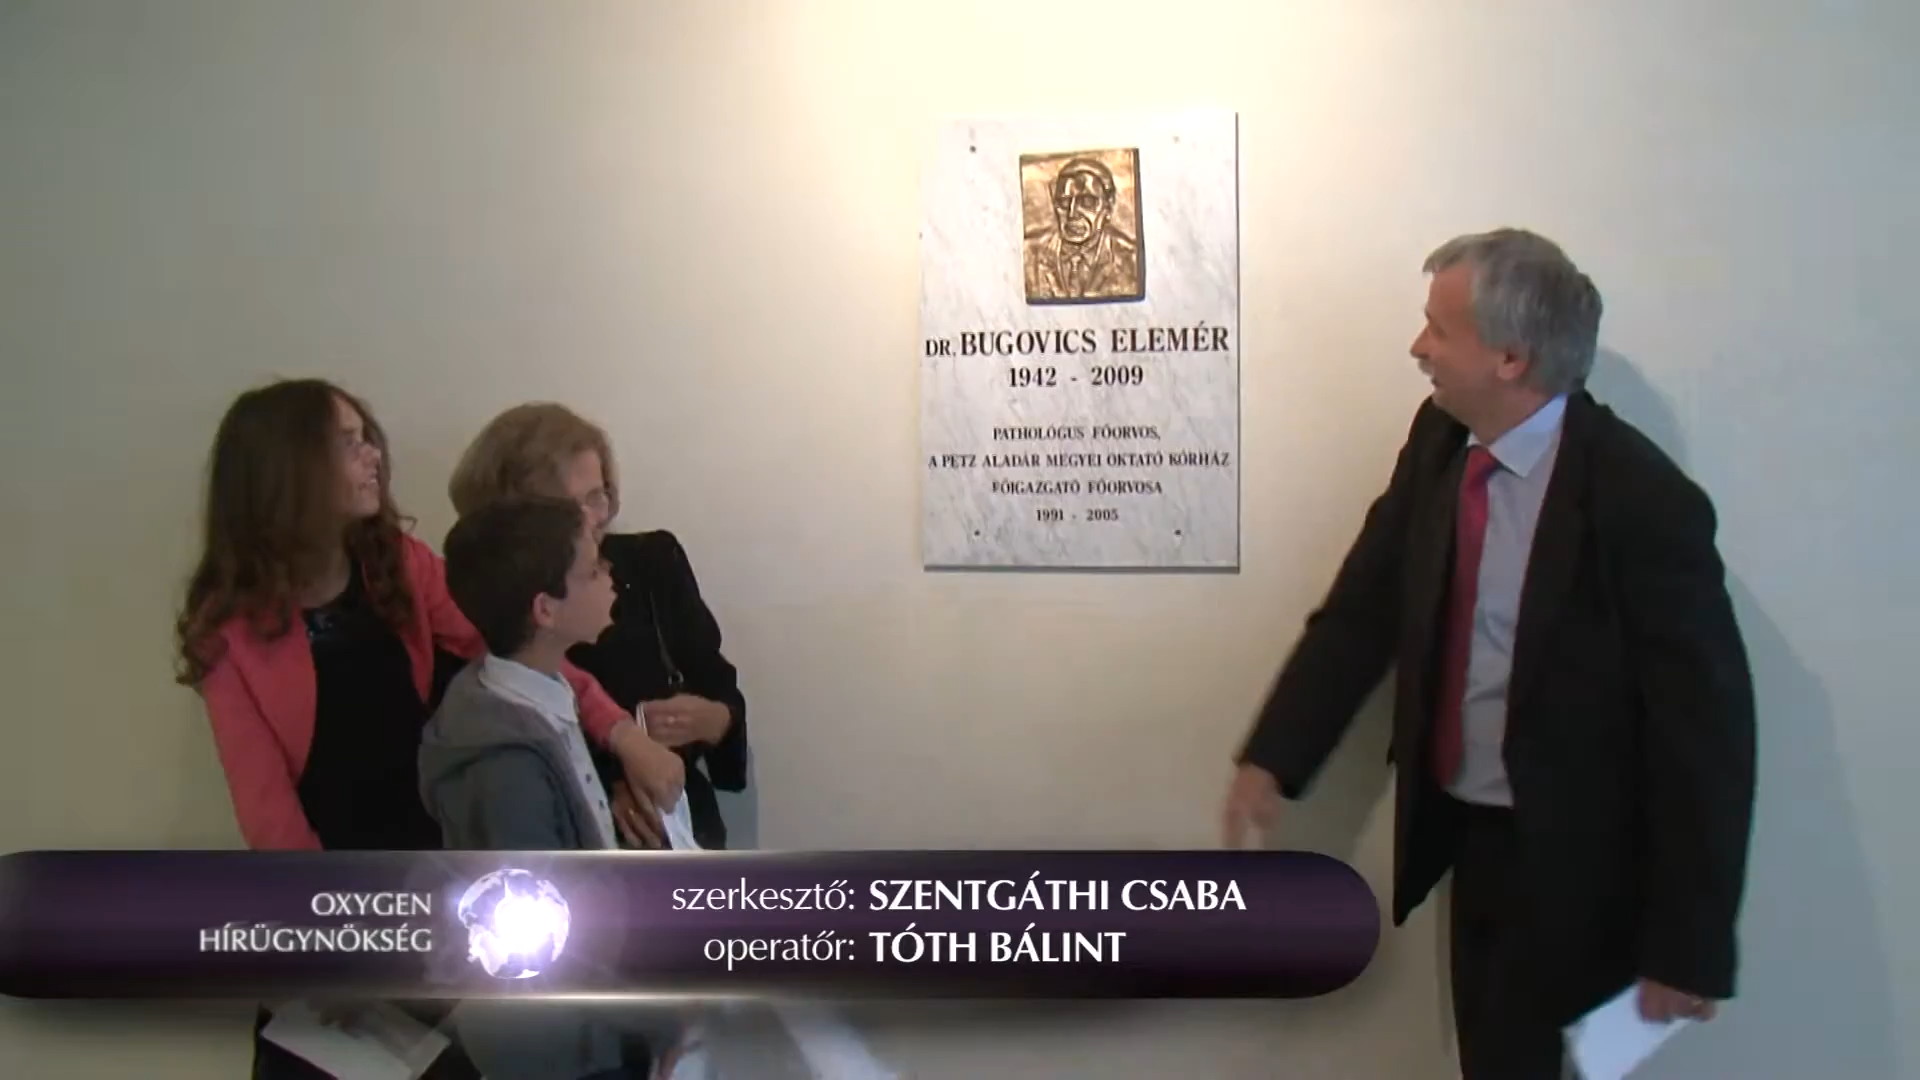 DR. BUGOVICS ELEMÉR
1942 - 2009
PATHOLÓGUS FŐORVOS,
A PETZ ALADÁR MEGYEI OKTATÓ KÓRHÁZ
FŐIGAZGATÓ FŐORVOSA
1991 - 2005
OXYGEN
HÍRÜGYNÖKSÉG
szerkesztő: SZENTGÁTHI CSABA
operatőr: TÓTH BÁLINT